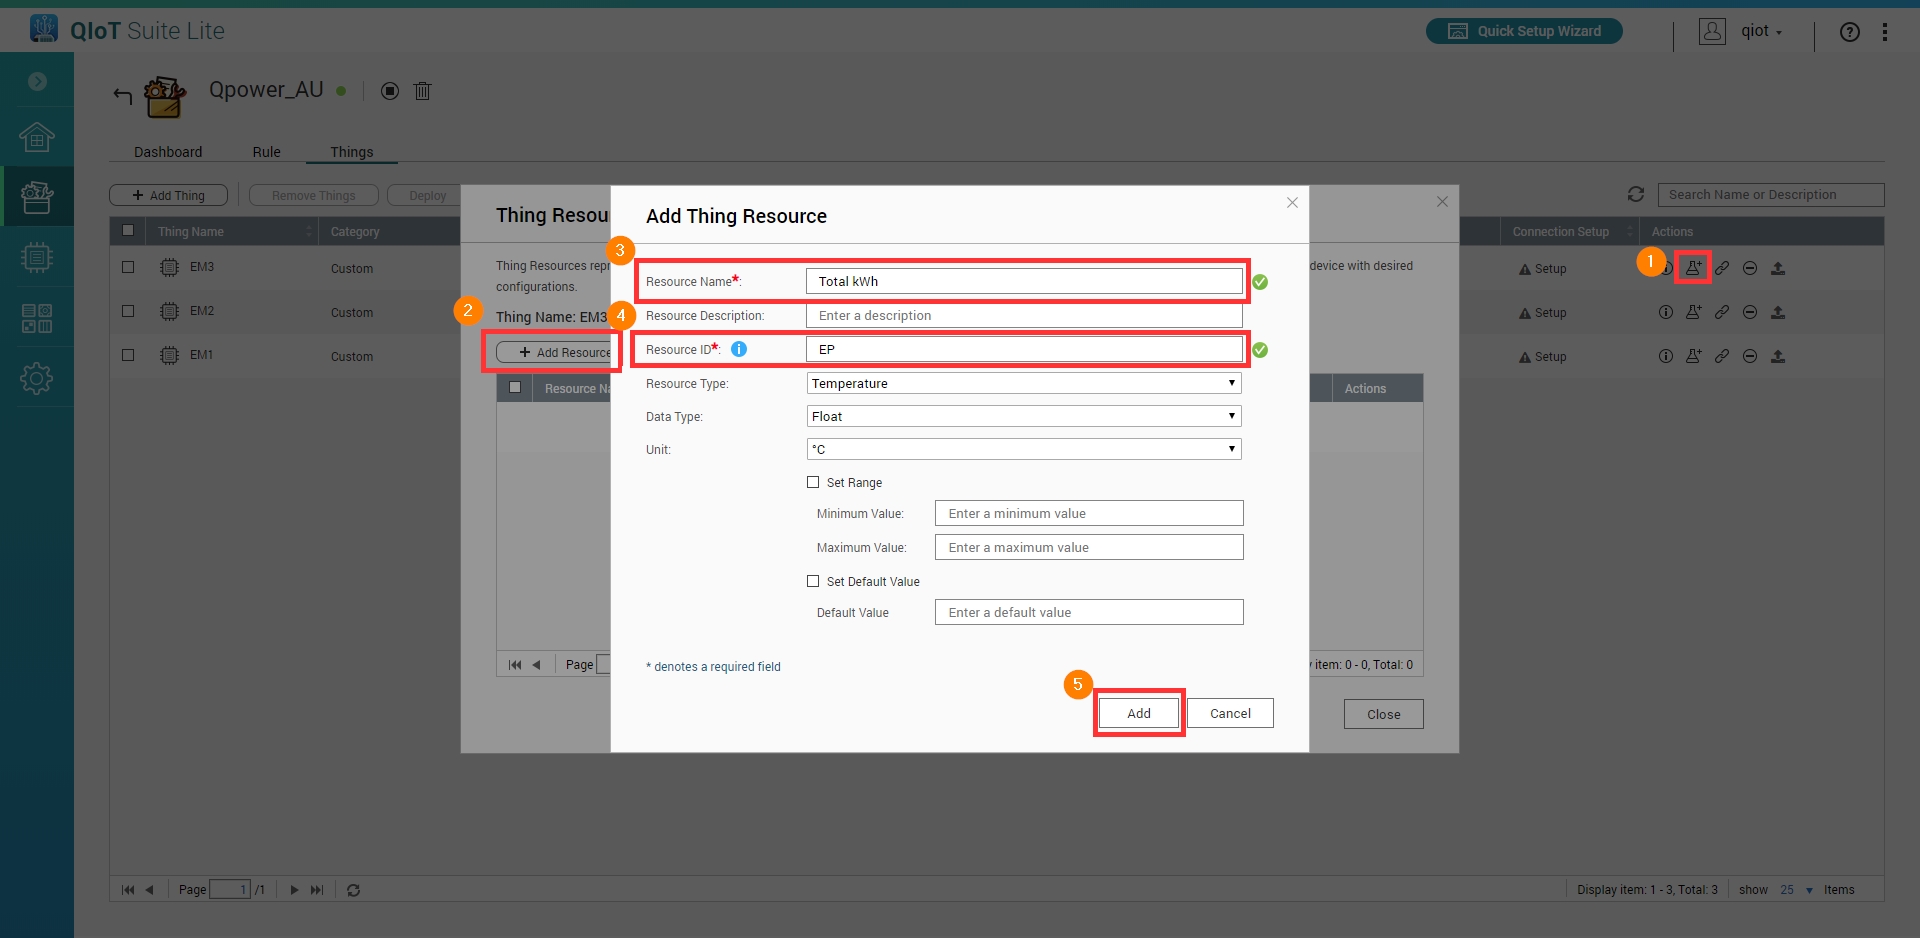 QIoT Suite Lite
Quick Setup Wizard
qiot
Qpower_AU
Dashboard Rule Things
+ Add Thing Remove Things Deploy
Search Name or Description
Thing Name Category Connection Setup Actions
EM3 Custom Setup
EM2 Custom Setup
EM1 Custom Setup
1
Thing Resou
Thing Resources repr
device with desired
configurations.
2
Thing Name: EM3
+ Add Resource
Resource Na
Actions
Page
item: 0 - 0, Total: 0
Close
Add Thing Resource
3
Resource Name*: Total kWh
4
Resource Description: Enter a description
Resource ID*: i EP
Resource Type: Temperature
Data Type: Float
Unit: °C
Set Range
Minimum Value: Enter a minimum value
Maximum Value: Enter a maximum value
Set Default Value
Default Value Enter a default value
* denotes a required field
5
Add Cancel
Page 1 /1
Display item: 1 - 3, Total: 3 show 25 Items